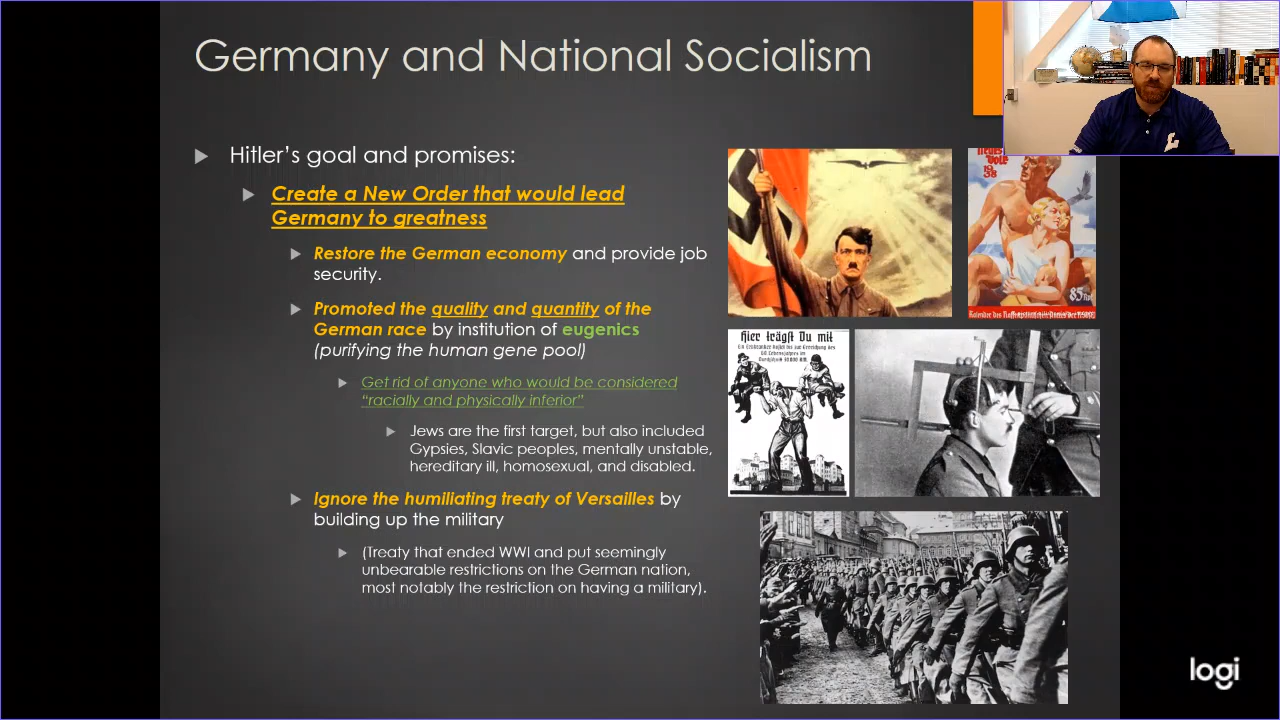 Germany and National Socialism
Hitler's goal and promises:
Create a New Order that would lead
Germany to greatness
Restore the German economy and provide job
security.
Promoted the quality and quantity of the
German race by institution of eugenics
(purifying the human gene pool)
Get rid of anyone who would be considered
"racially and physically inferior"
Jews are the first target, but also included
Gypsies, Slavic peoples, mentally unstable,
hereditary ill, homosexual, and disabled.
Ignore the humiliating treaty of Versailles by
building up the military
(Treaty that ended WWI and put seemingly
unbearable restrictions on the German nation,
most notably the restriction on having a military).
Volk
1938
83
Hier trägst Du mit
logi